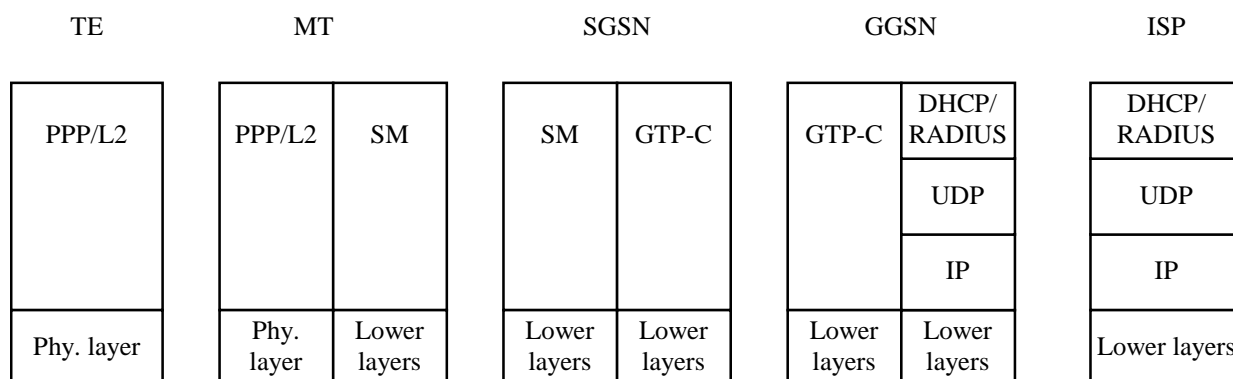 TE MT SGSN GGSN ISP
PPP/L2 PPP/L2 SM SM GTP-C GTP-C DHCP/ DHCP/
RADIUS RADIUS
UDP UDP
IP IP
Phy. layer Phy. Lower Lower Lower Lower Lower Lower layers
layer layers layers layers layers layers